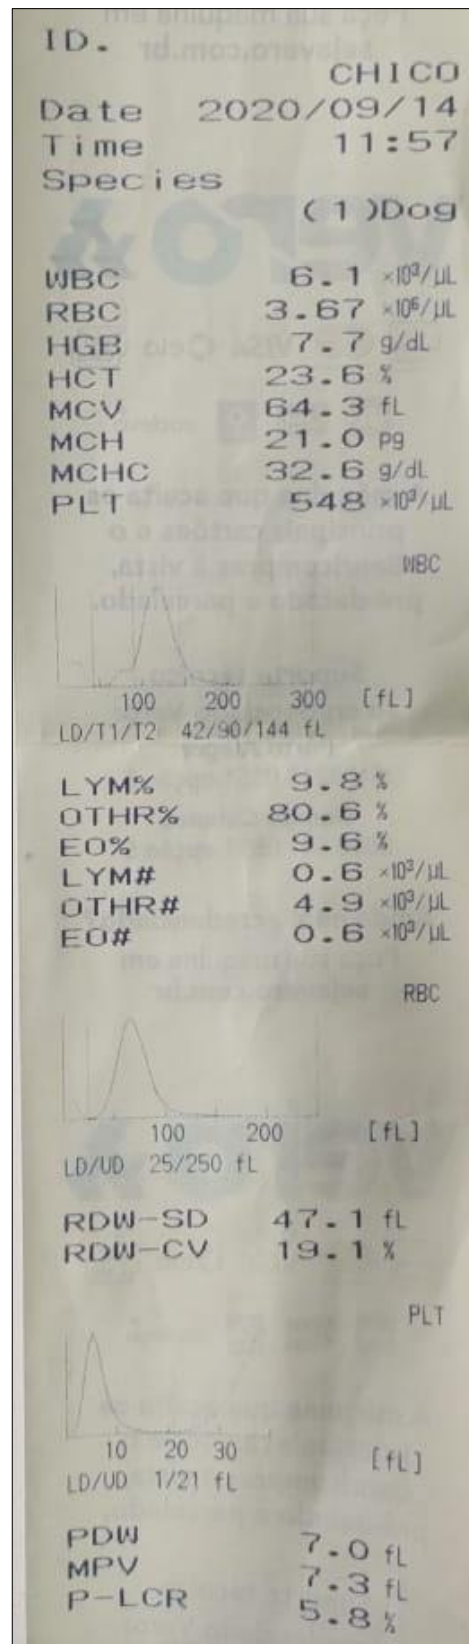 ID.
CHICO
Date 2020/09/14
Time 11:57
Species
(1)Dog
WBC 6.1 ×10³/µL
RBC 3.67 ×10⁶/µL
HGB 7.7 g/dL
HCT 23.6 %
MCV 64.3 fL
MCH 21.0 pg
MCHC 32.6 g/dL
PLT 548 ×10³/µL
WBC
100 200 300 [fL]
LD/T1/T2 42/90/144 fL
LYM% 9.8 %
OTHR% 80.6 %
EO% 9.6 %
LYM# 0.6 ×10³/µL
OTHR# 4.9 ×10³/µL
EO# 0.6 ×10³/µL
RBC
100 200 [fL]
LD/UD 25/250 fL
RDW-SD 47.1 fL
RDW-CV 19.1 %
PLT
10 20 30 [fL]
LD/UD 1/21 fL
PDW 7.0 fL
MPV 7.3 fL
P-LCR 5.8 %